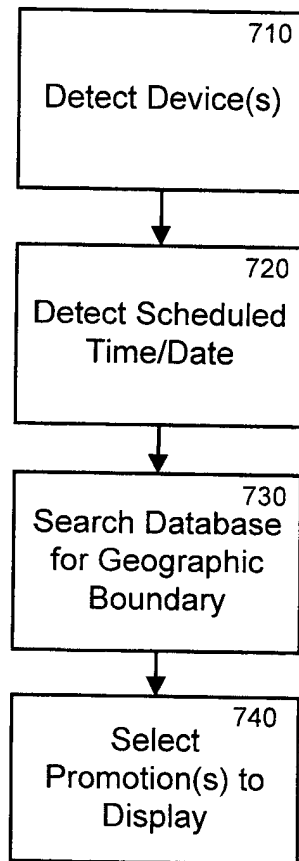 710
Detect Device(s)
720
Detect Scheduled
Time/Date
730
Search Database
for Geographic
Boundary
740
Select
Promotion(s) to
Display